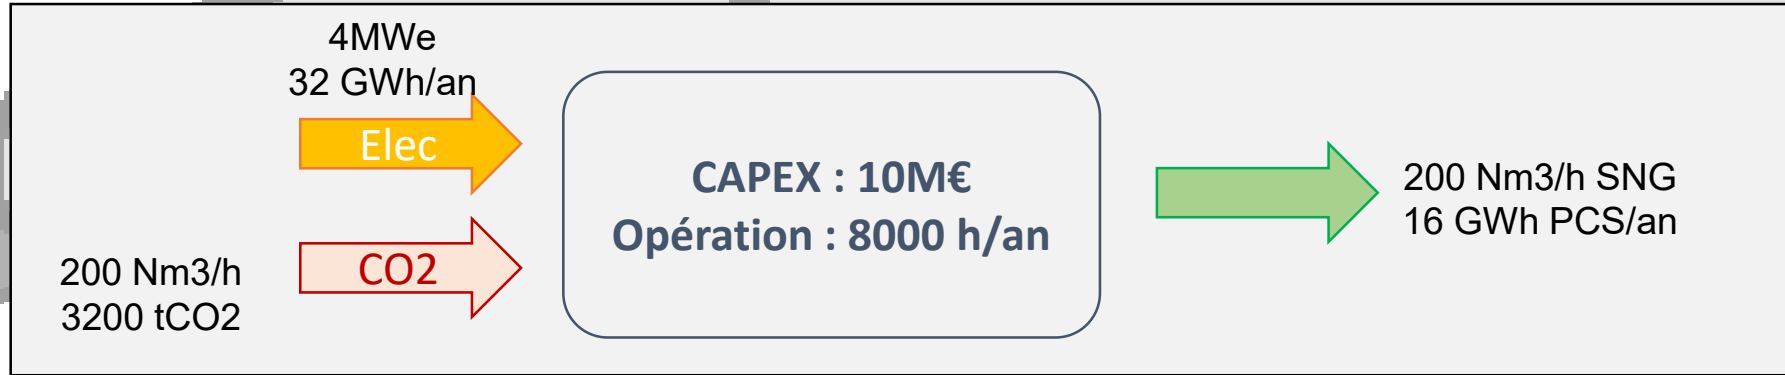 4MWe
32 GWh/an
Elec
200 Nm3/h
3200 tCO2
CO2
CAPEX : 10M€
Opération : 8000 h/an
200 Nm3/h SNG
16 GWh PCS/an